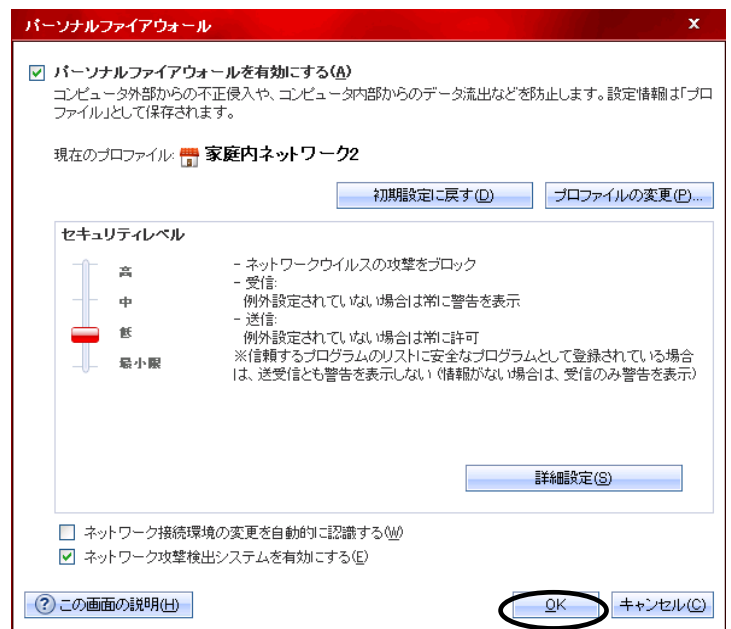 パーソナルファイアウォール x
パーソナルファイアウォールを有効にする(A)
コンピュータ外部からの不正侵入や、コンピュータ内部からのデータ流出などを防止します。設定情報は「プロ
ファイル」として保存されます。
現在のプロファイル: 家庭内ネットワーク2
初期設定に戻す(D) プロファイルの変更(P)...
セキュリティレベル
高
中
低
最小限
- ネットワークウイルスの攻撃をブロック
- 受信:
例外設定されていない場合は常に警告を表示
- 送信:
例外設定されていない場合は常に許可
※信頼するプログラムのリストに安全なプログラムとして登録されている場合
は、送受信とも警告を表示しない (情報がない場合は、受信のみ警告を表示)
詳細設定(S)
ネットワーク接続環境の変更を自動的に認識する(W)
ネットワーク攻撃検出システムを有効にする(E)
? この画面の説明(H) OK キャンセル(C)